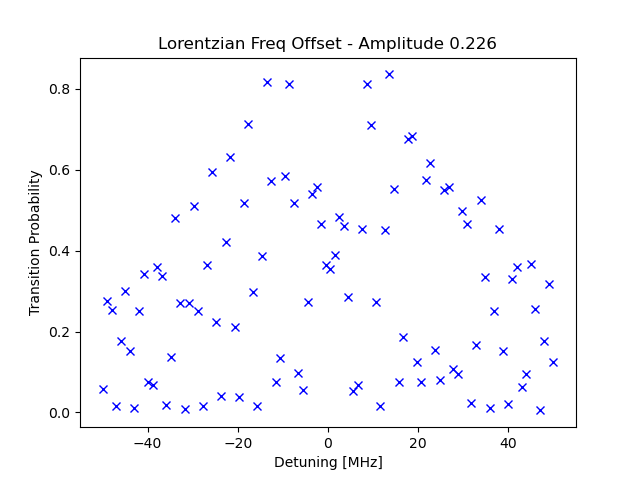 Lorentzian Freq Offset - Amplitude 0.226
Transition Probability
0.8
0.6
0.4
0.2
0.0
−40 −20 0 20 40
Detuning [MHz]